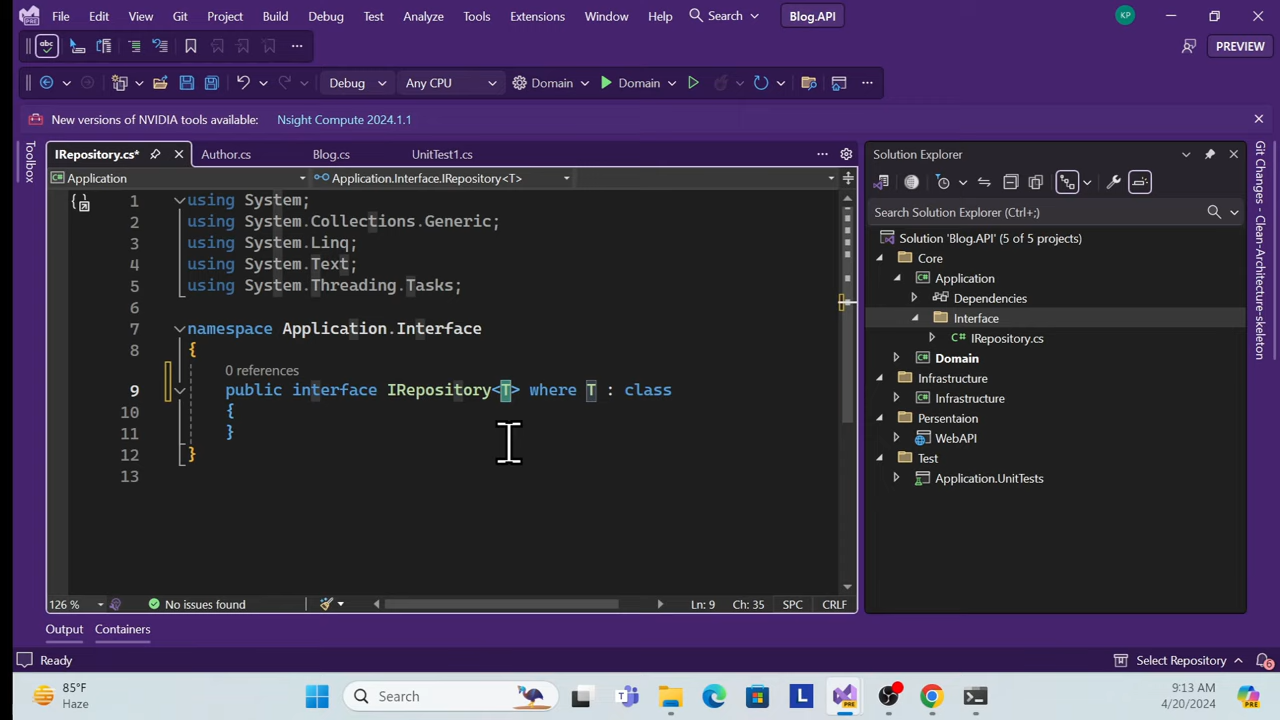 File Edit View Git Project Build Debug Test Analyze Tools Extensions Window Help Search Blog.API KP
PREVIEW
Debug Any CPU Domain Domain
New versions of NVIDIA tools available: Nsight Compute 2024.1.1
Toolbox
IRepository.cs* Author.cs Blog.cs UnitTest1.cs
Application Application.Interface.IRepository<T>
1 using System;
2 using System.Collections.Generic;
3 using System.Linq;
4 using System.Text;
5 using System.Threading.Tasks;
6
7 namespace Application.Interface
8 {
0 references
9 public interface IRepository<T> where T : class
10 {
11 }
12 }
13
126 % No issues found Ln: 9 Ch: 35 SPC CRLF
Solution Explorer
Search Solution Explorer (Ctrl+;)
Solution 'Blog.API' (5 of 5 projects)
Core
Application
Dependencies
Interface
IRepository.cs
Domain
Infrastructure
Infrastructure
Persentaion
WebAPI
Test
Application.UnitTests
Git Changes - Clean-Architecture-skeleton
Output Containers
Ready Select Repository 6
85°F
Haze
Search
PRE
PRE
9:13 AM
4/20/2024